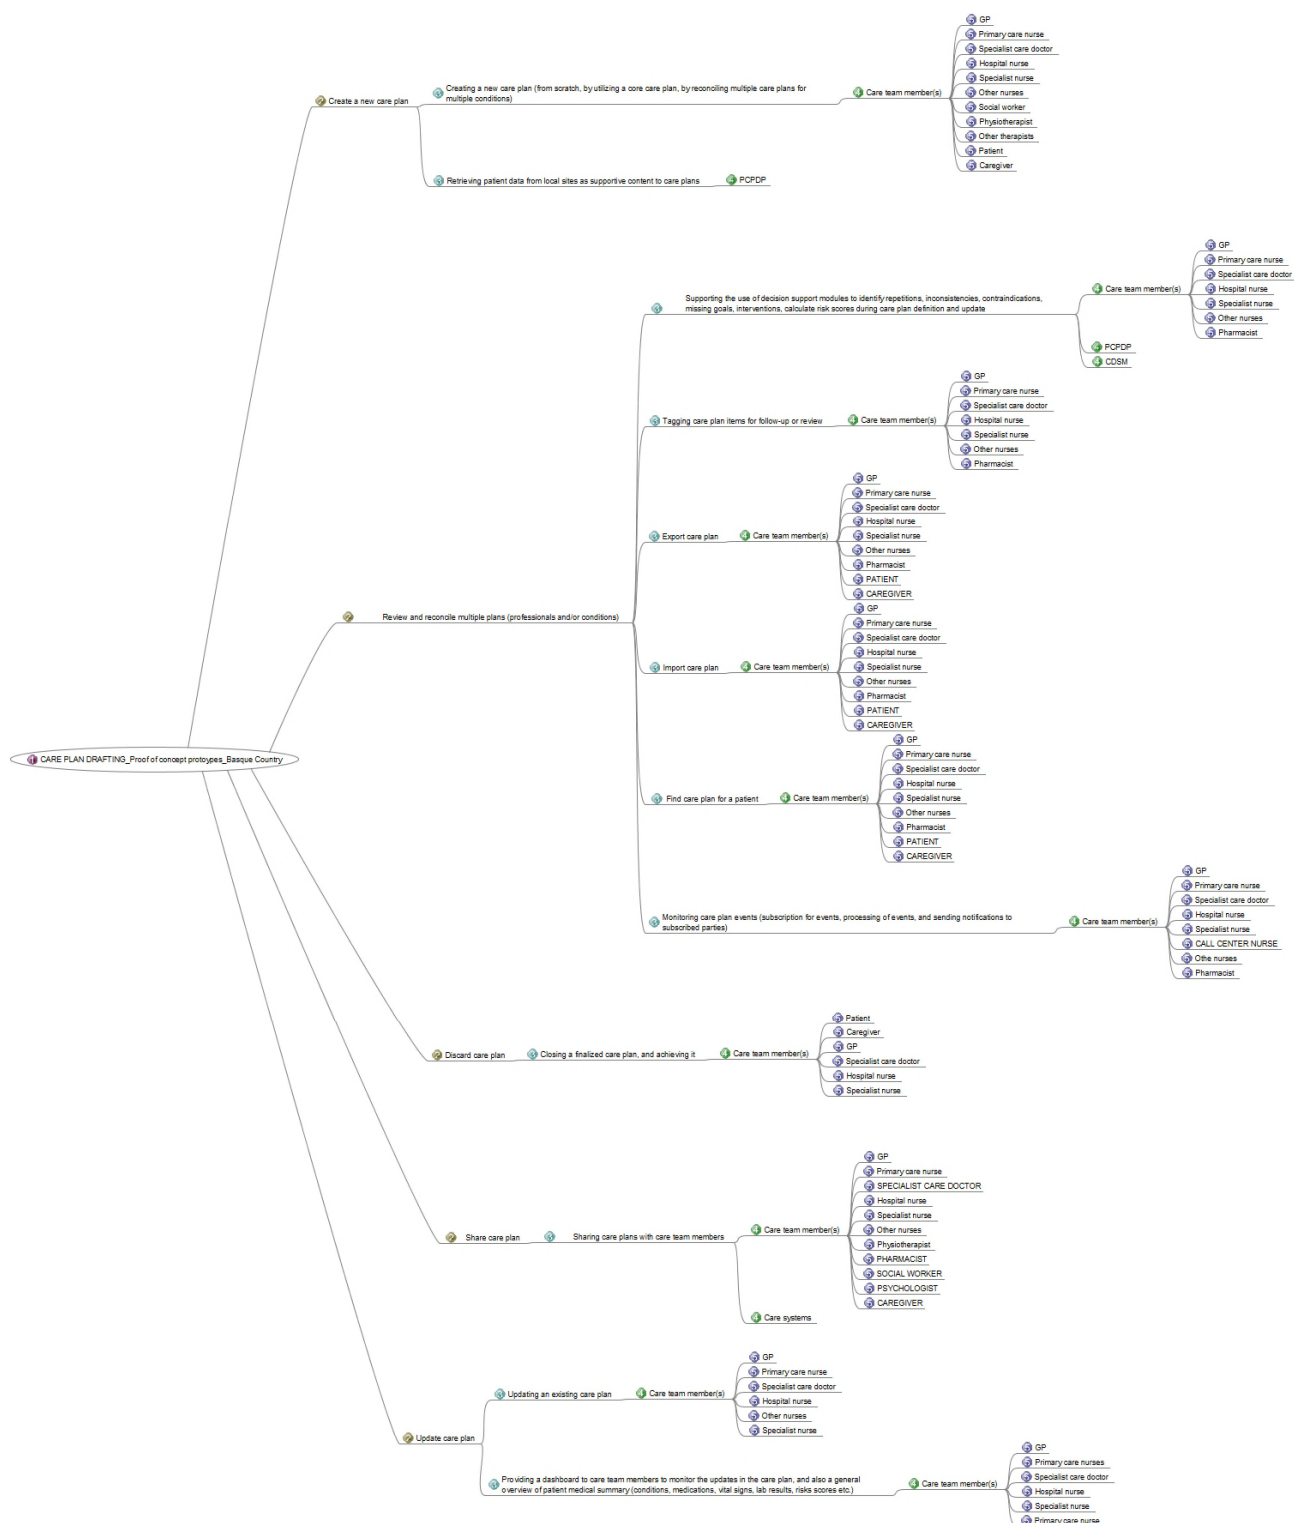 GP
Primary care nurse
Specialist care doctor
Hospital nurse
Specialist nurse
Other nurses
Social worker
Physiotherapist
Other therapists
Patient
Caregiver
Care team member(s)
Creating a new care plan (from scratch, by utilizing a core care plan, by reconciling multiple care plans for
multiple conditions)
Create a new care plan
Retrieving patient data from local sites as supportive content to care plans
PCPDP
GP
Primary care nurse
Specialist care doctor
Hospital nurse
Specialist nurse
Other nurses
Pharmacist
Care team member(s)
Supporting the use of decision support modules to identify repetitions, inconsistencies, contraindications,
missing goals, interventions, calculate risk scores during care plan definition and update
PCPDP
CDSM
GP
Primary care nurse
Specialist care doctor
Hospital nurse
Specialist nurse
Other nurses
Pharmacist
Tagging care plan items for follow-up or review
Care team member(s)
GP
Primary care nurse
Specialist care doctor
Hospital nurse
Specialist nurse
Other nurses
Pharmacist
PATIENT
CAREGIVER
Export care plan
Care team member(s)
Review and reconcile multiple plans (professionals and/or conditions)
GP
Primary care nurse
Specialist care doctor
Hospital nurse
Specialist nurse
Other nurses
Pharmacist
PATIENT
CAREGIVER
Import care plan
Care team member(s)
CARE PLAN DRAFTING_Proof of concept protoypes_Basque Country
GP
Primary care nurse
Specialist care doctor
Hospital nurse
Specialist nurse
Other nurses
Pharmacist
PATIENT
CAREGIVER
Find care plan for a patient
Care team member(s)
GP
Primary care nurse
Specialist care doctor
Hospital nurse
Specialist nurse
CALL CENTER NURSE
Othe nurses
Pharmacist
Monitoring care plan events (subscription for events, processing of events, and sending notifications to
subscribed parties)
Care team member(s)
Patient
Caregiver
GP
Specialist care doctor
Hospital nurse
Specialist nurse
Discard care plan
Closing a finalized care plan, and achieving it
Care team member(s)
GP
Primary care nurse
SPECIALIST CARE DOCTOR
Hospital nurse
Specialist nurse
Other nurses
Physiotherapist
PHARMACIST
SOCIAL WORKER
PSYCHOLOGIST
CAREGIVER
Share care plan
Sharing care plans with care team members
Care team member(s)
Care systems
GP
Primary care nurse
Specialist care doctor
Hospital nurse
Other nurses
Specialist nurse
Updating an existing care plan
Care team member(s)
Update care plan
GP
Primary care nurses
Specialist care doctor
Hospital nurse
Specialist nurse
Primary care nurse
Providing a dashboard to care team members to monitor the updates in the care plan, and also a general
overview of patient medical summary (conditions, medications, vital signs, lab results, risks scores etc.)
Care team member(s)